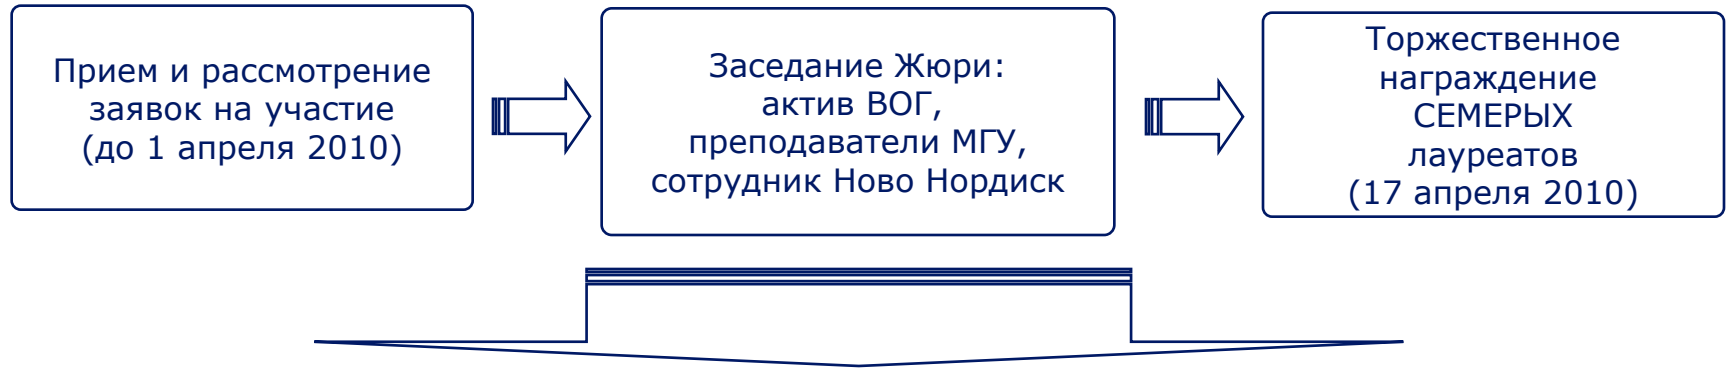 Прием и рассмотрение
заявок на участие
(до 1 апреля 2010)
Заседание Жюри:
актив ВОГ,
преподаватели МГУ,
сотрудник Ново Нордиск
Торжественное
награждение
СЕМЕРЫХ
лауреатов
(17 апреля 2010)